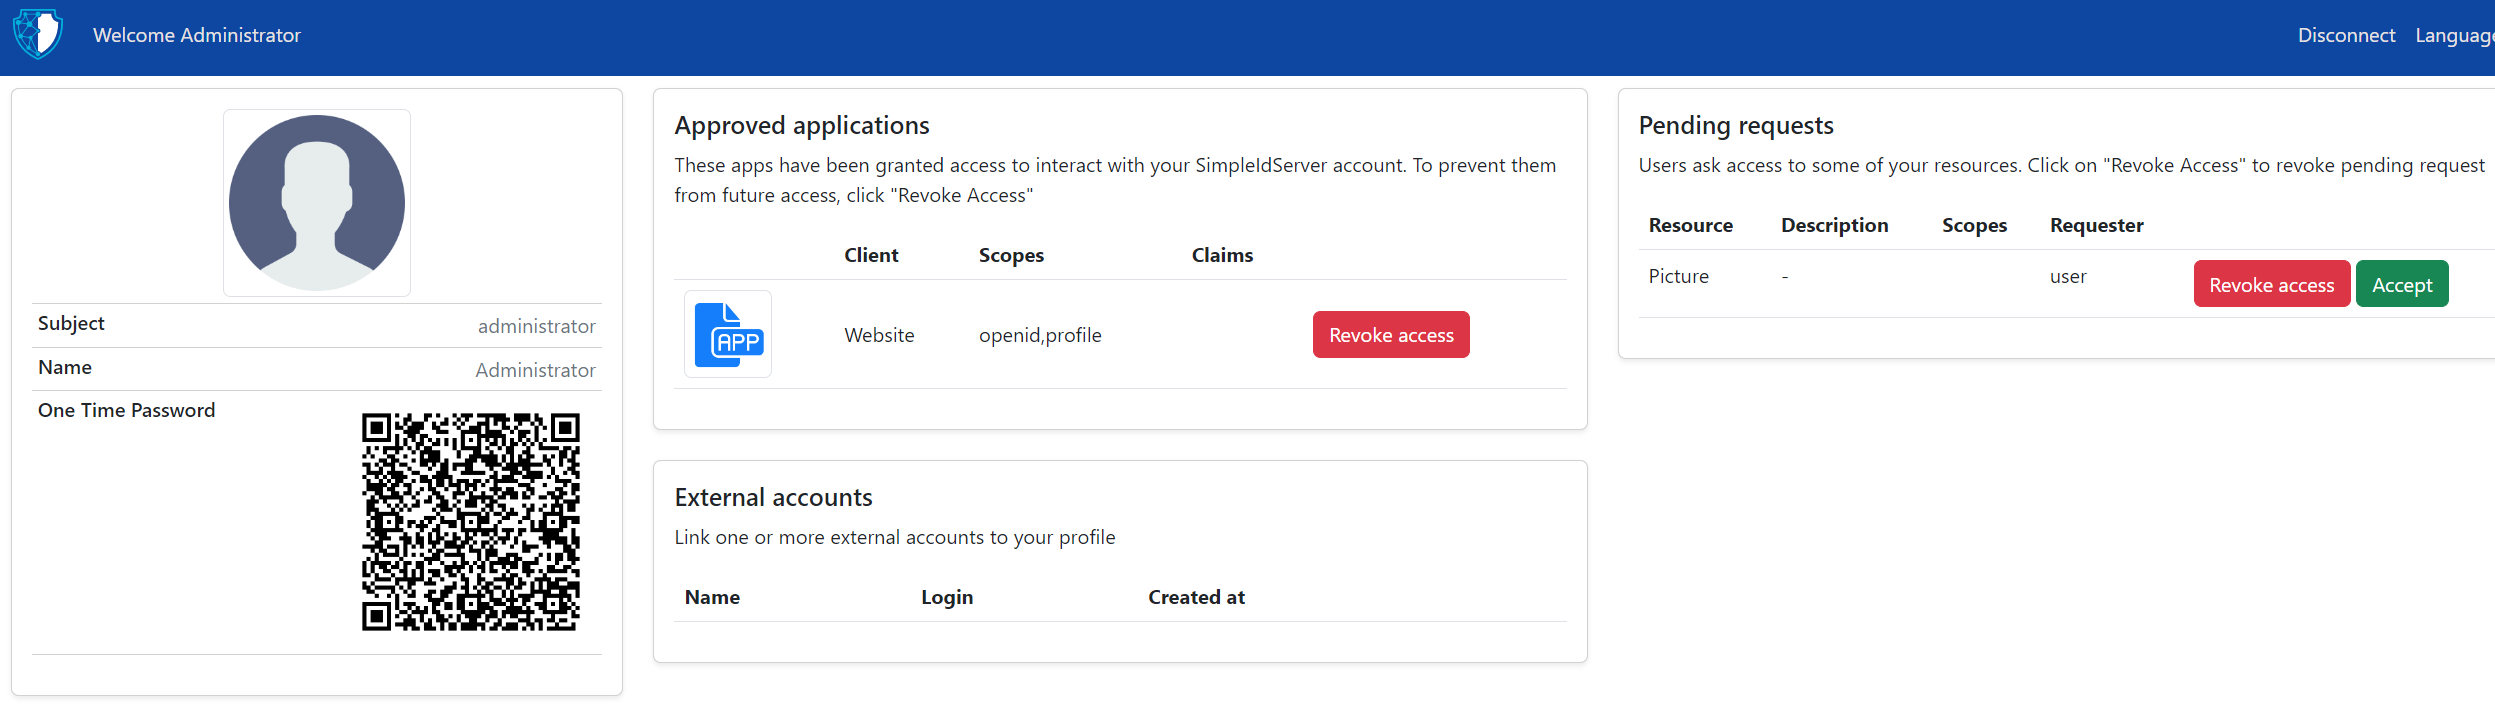 Welcome Administrator
Disconnect Language
Subject administrator
Name Administrator
One Time Password
Approved applications
These apps have been granted access to interact with your SimpleIdServer account. To prevent them
from future access, click "Revoke Access"
Client Scopes Claims
APP Website openid,profile Revoke access
External accounts
Link one or more external accounts to your profile
Name Login Created at
Pending requests
Users ask access to some of your resources. Click on "Revoke Access" to revoke pending request
Resource Description Scopes Requester
Picture - user Revoke access Accept